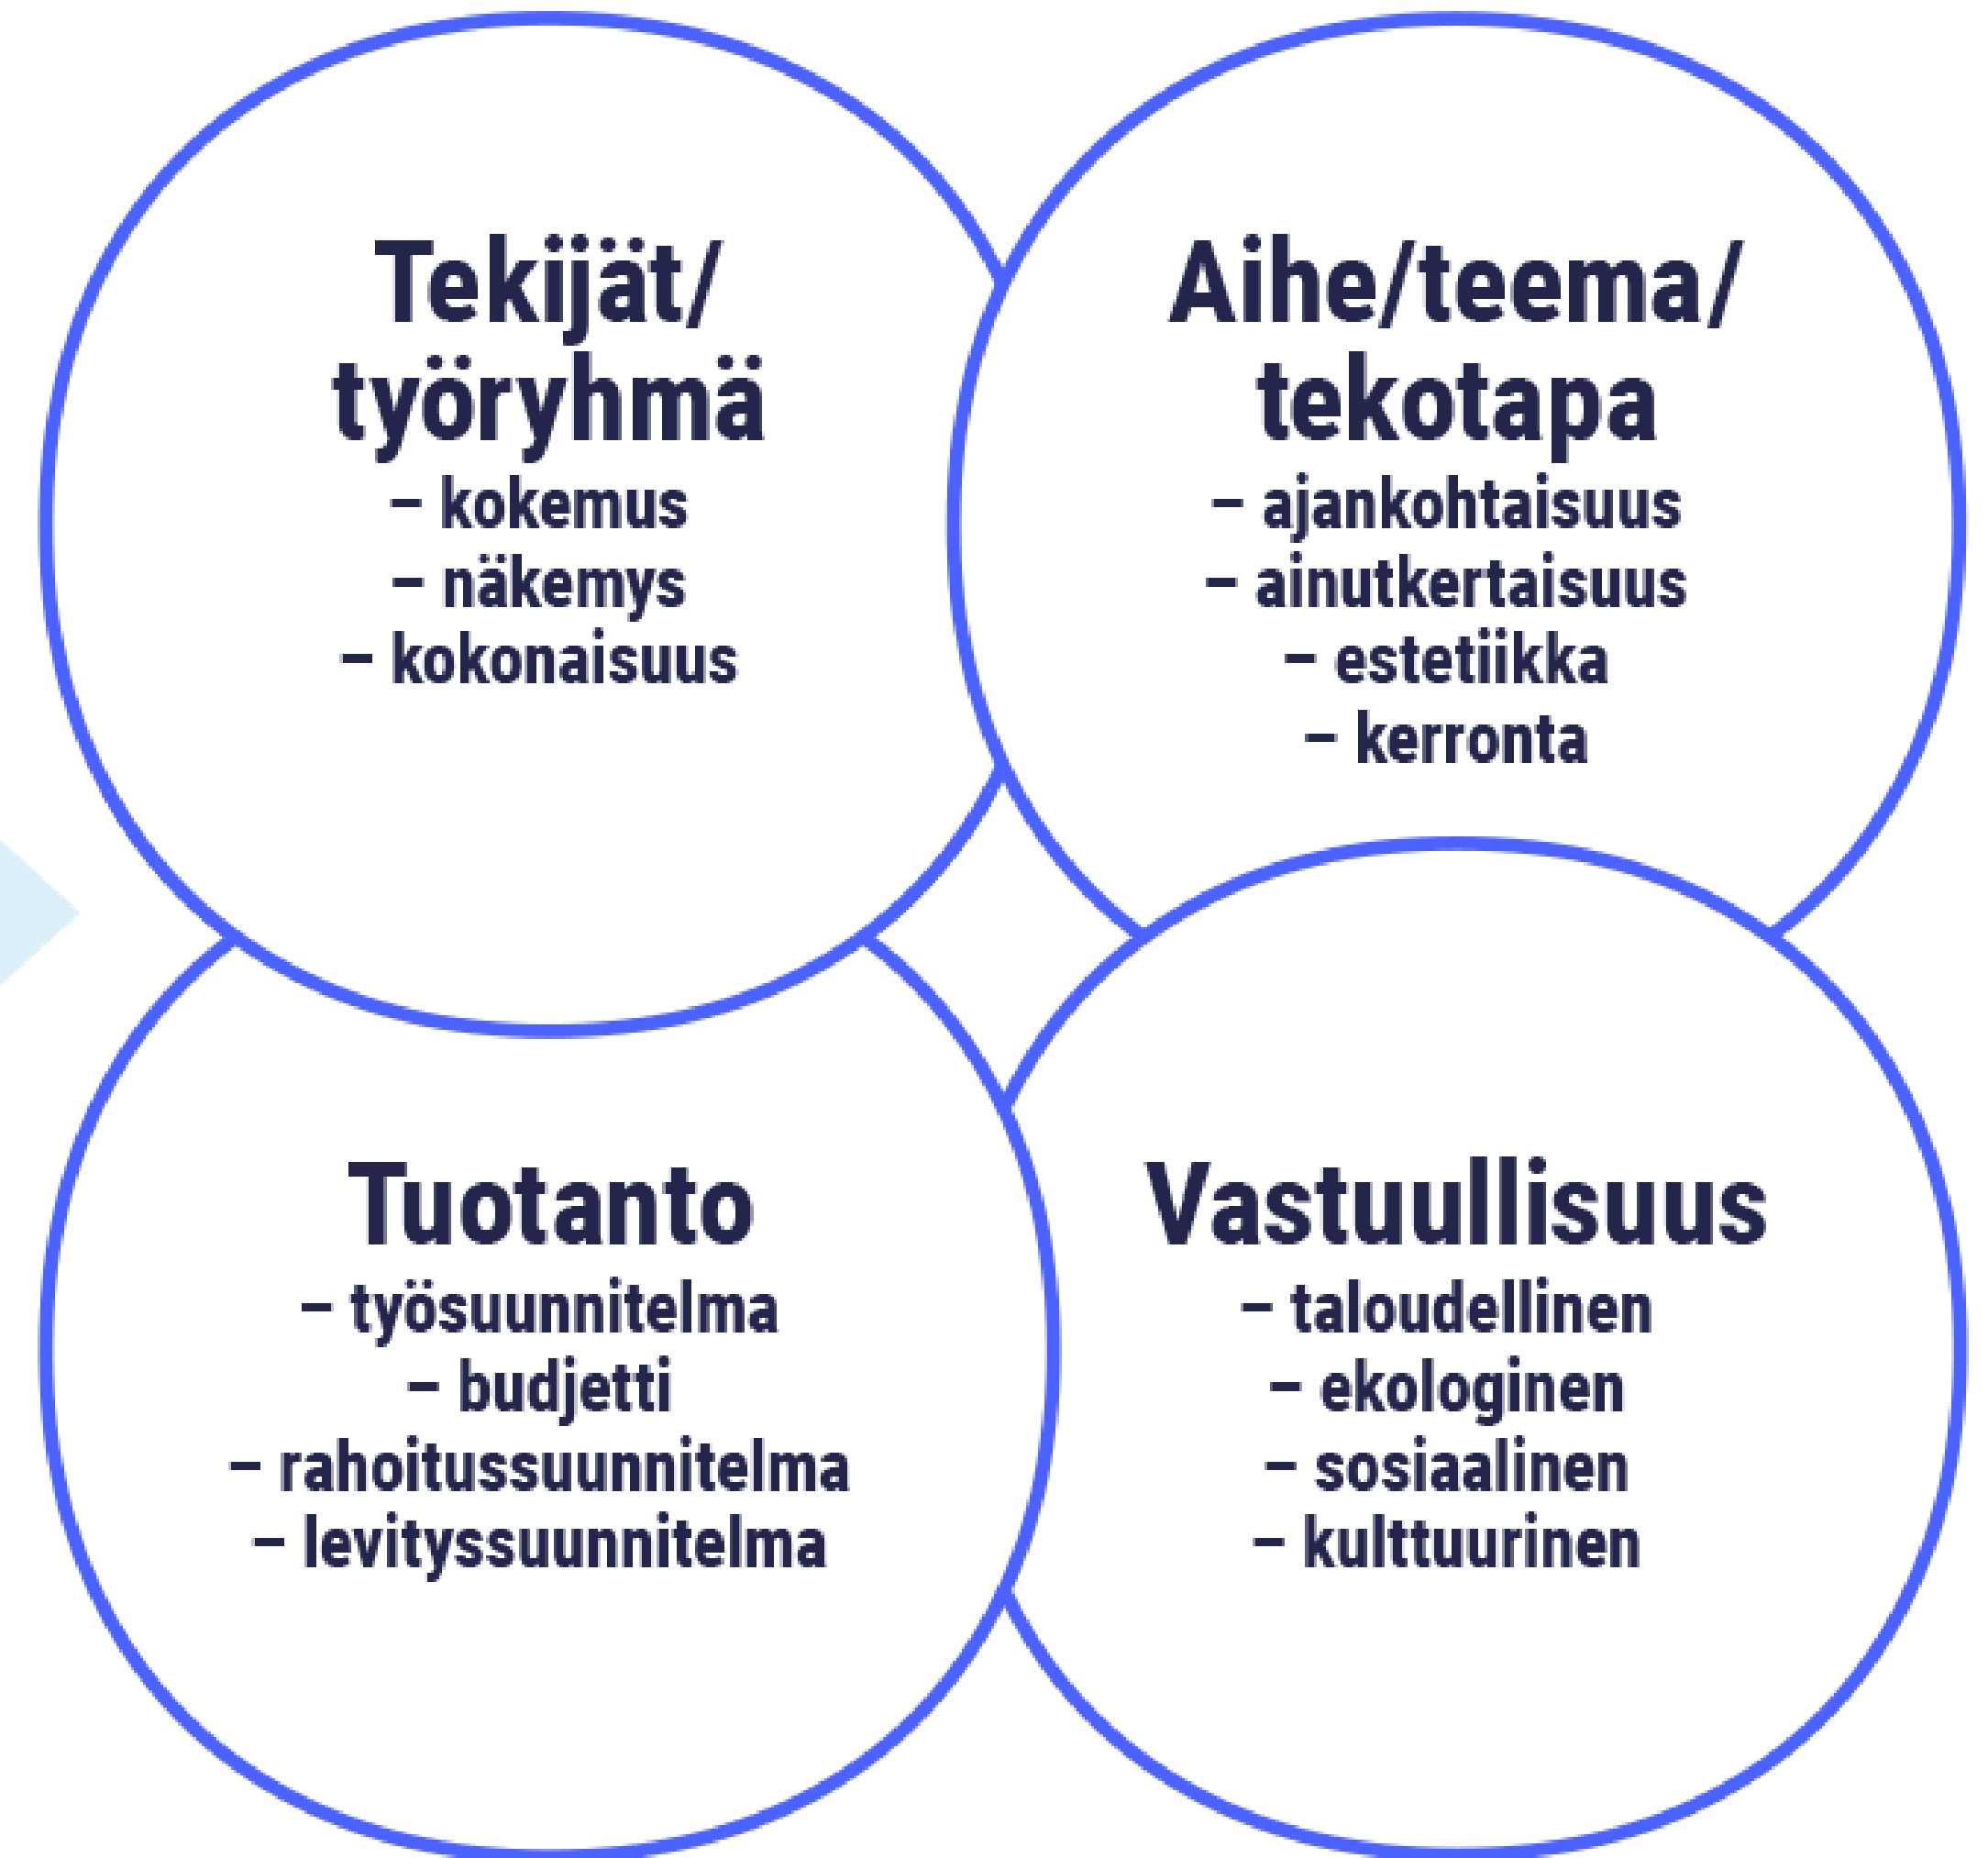 Tekijät/
työryhmä
– kokemus
– näkemys
– kokonaisuus
Aihe/teema/
tekotapa
– ajankohtaisuus
– ainutkertaisuus
– estetiikka
– kerronta
Tuotanto
– työsuunnitelma
– budjetti
– rahoitussuunnitelma
– levityssuunnitelma
Vastuullisuus
– taloudellinen
– ekologinen
– sosiaalinen
– kulttuurinen